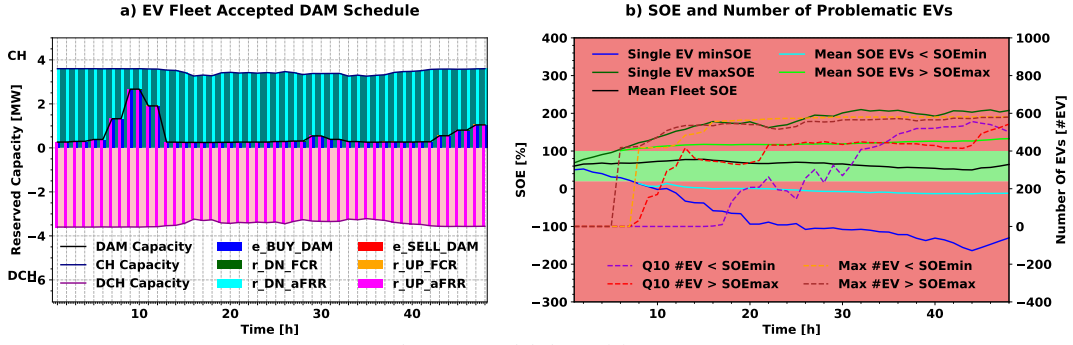 a) EV Fleet Accepted DAM Schedule
CH
DCH
Reserved Capacity [MW]
4
2
0
−2
−4
−6
DAM Capacity
CH Capacity
DCH Capacity
e_BUY_DAM
r_DN_FCR
r_DN_aFRR
e_SELL_DAM
r_UP_FCR
r_UP_aFRR
10
20
30
40
Time [h]
b) SOE and Number of Problematic EVs
SOE [%]
400
300
200
100
0
−100
−200
−300
Single EV minSOE
Single EV maxSOE
Mean Fleet SOE
Mean SOE EVs < SOEmin
Mean SOE EVs > SOEmax
Q10 #EV < SOEmin
Q10 #EV > SOEmax
Max #EV < SOEmin
Max #EV > SOEmax
10
20
30
40
Time [h]
1000
800
600
400
200
0
−200
−400
Number Of EVs [#EV]